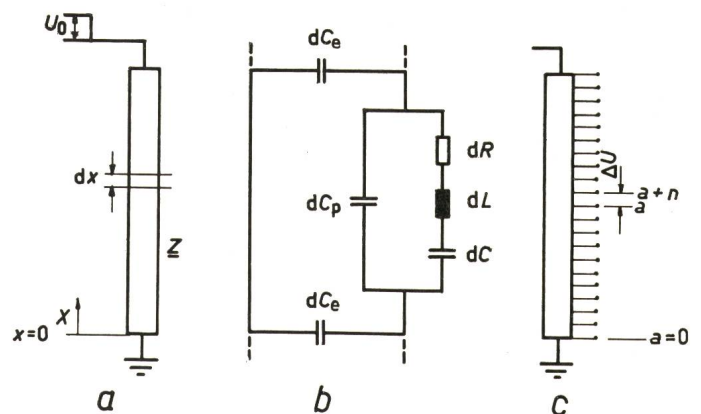 U₀
dx
Z
X
x=0
a
dCₑ
dR
dCₚ
dL
dC
dCₑ
b
ΔU
a+n
a
a=0
c